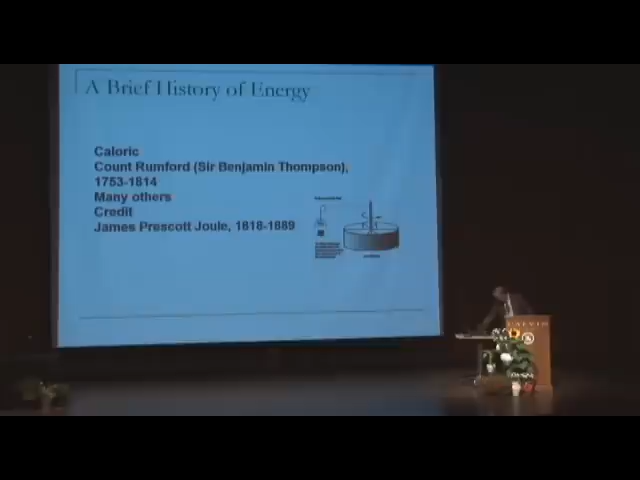 A Brief History of Energy
Caloric
Count Rumford (Sir Benjamin Thompson),
1753-1814
Many others
Credit
James Prescott Joule, 1818-1889
CALVIN